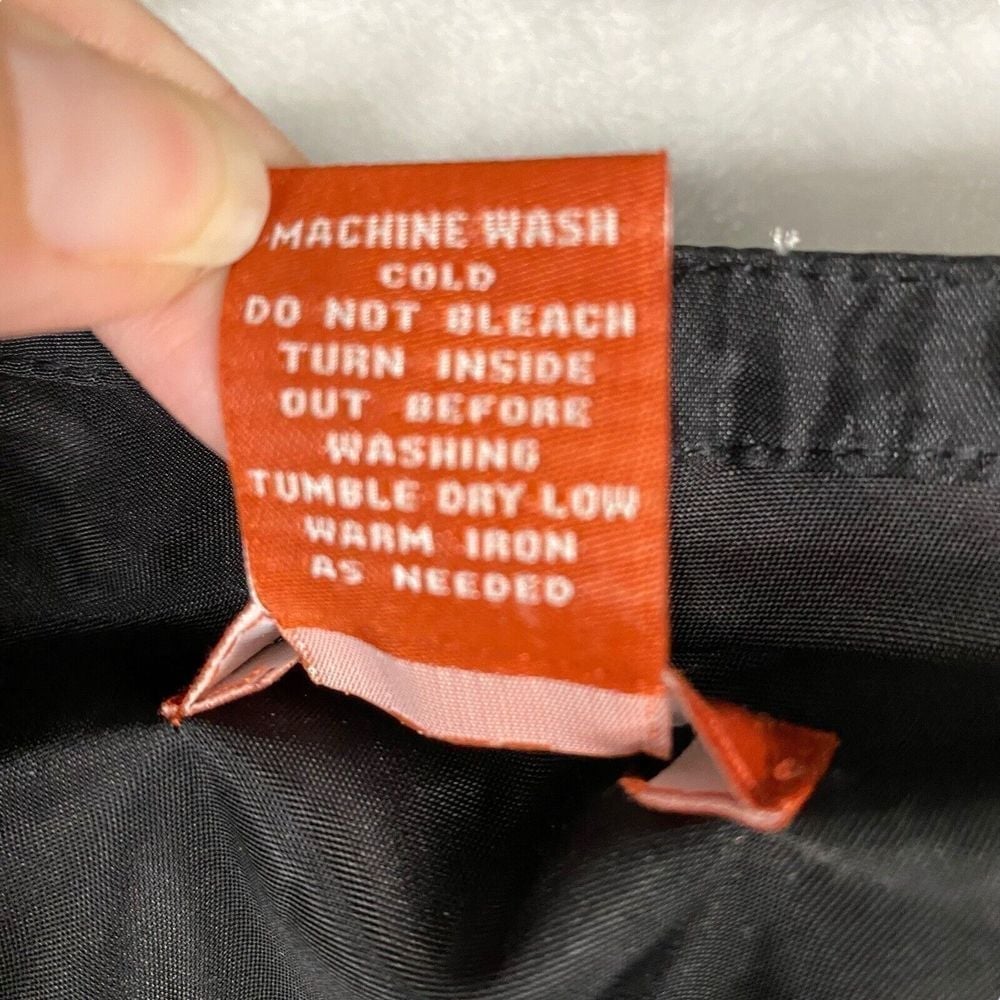 MACHINE WASH
COLD
DO NOT BLEACH
TURN INSIDE
OUT BEFORE
WASHING
TUMBLE DRY LOW
WARM IRON
AS NEEDED